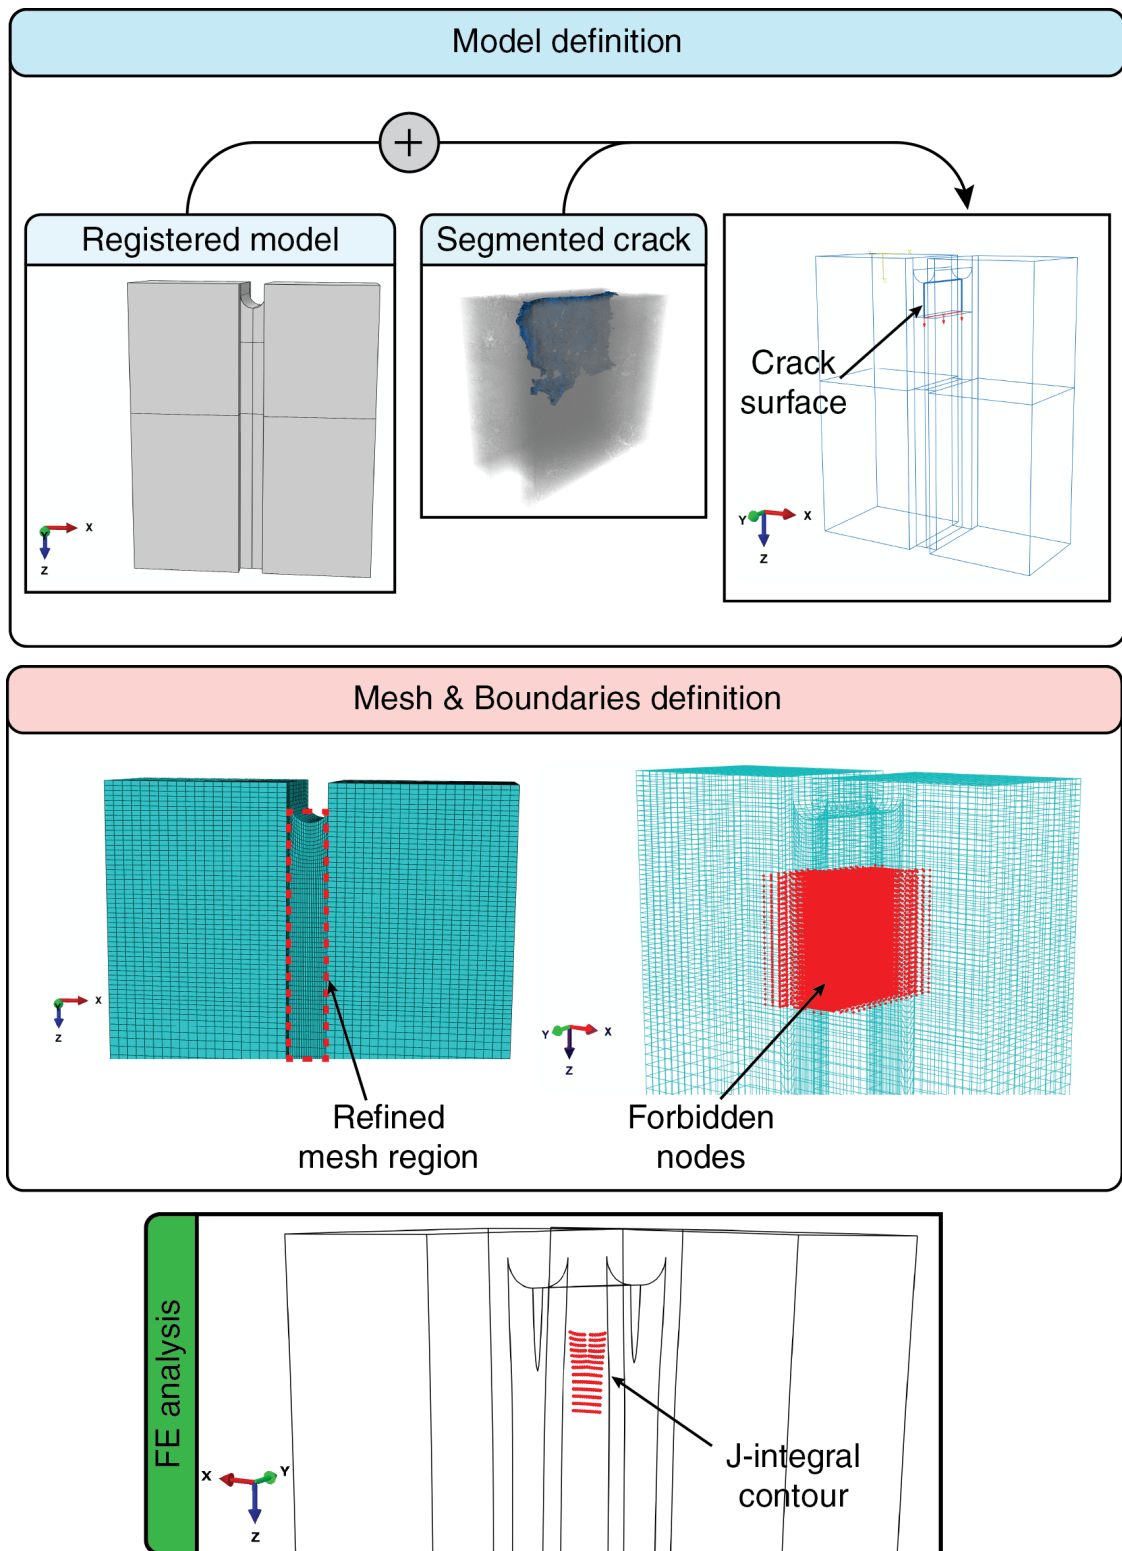 Model definition
+
Registered model
Segmented crack
Crack
surface
X
Y
Z
Y
X
Z
Mesh & Boundaries definition
X
Y
Z
Y
X
Z
Refined
mesh region
Forbidden
nodes
FE analysis
J-integral
contour
X
Y
Z